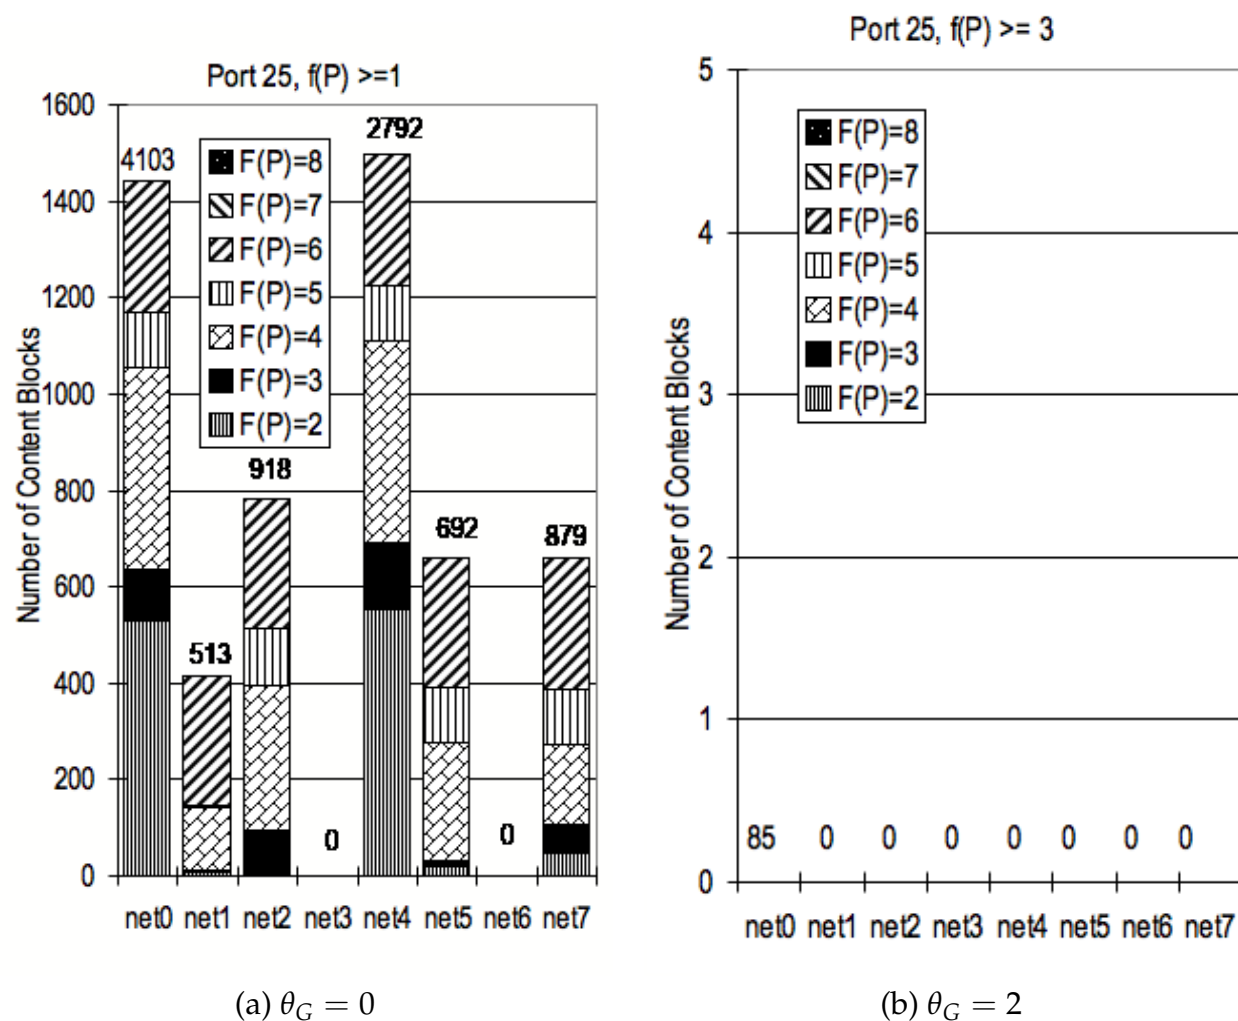 Port 25, f(P) >=1
Number of Content Blocks
1600
1400
1200
1000
800
600
400
200
0
F(P)=8
F(P)=7
F(P)=6
F(P)=5
F(P)=4
F(P)=3
F(P)=2
4103
513
918
0
2792
692
0
879
net0 net1 net2 net3 net4 net5 net6 net7
(a) θG = 0
Port 25, f(P) >= 3
Number of Content Blocks
5
4
3
2
1
0
F(P)=8
F(P)=7
F(P)=6
F(P)=5
F(P)=4
F(P)=3
F(P)=2
85 0 0 0 0 0 0 0
net0 net1 net2 net3 net4 net5 net6 net7
(b) θG = 2